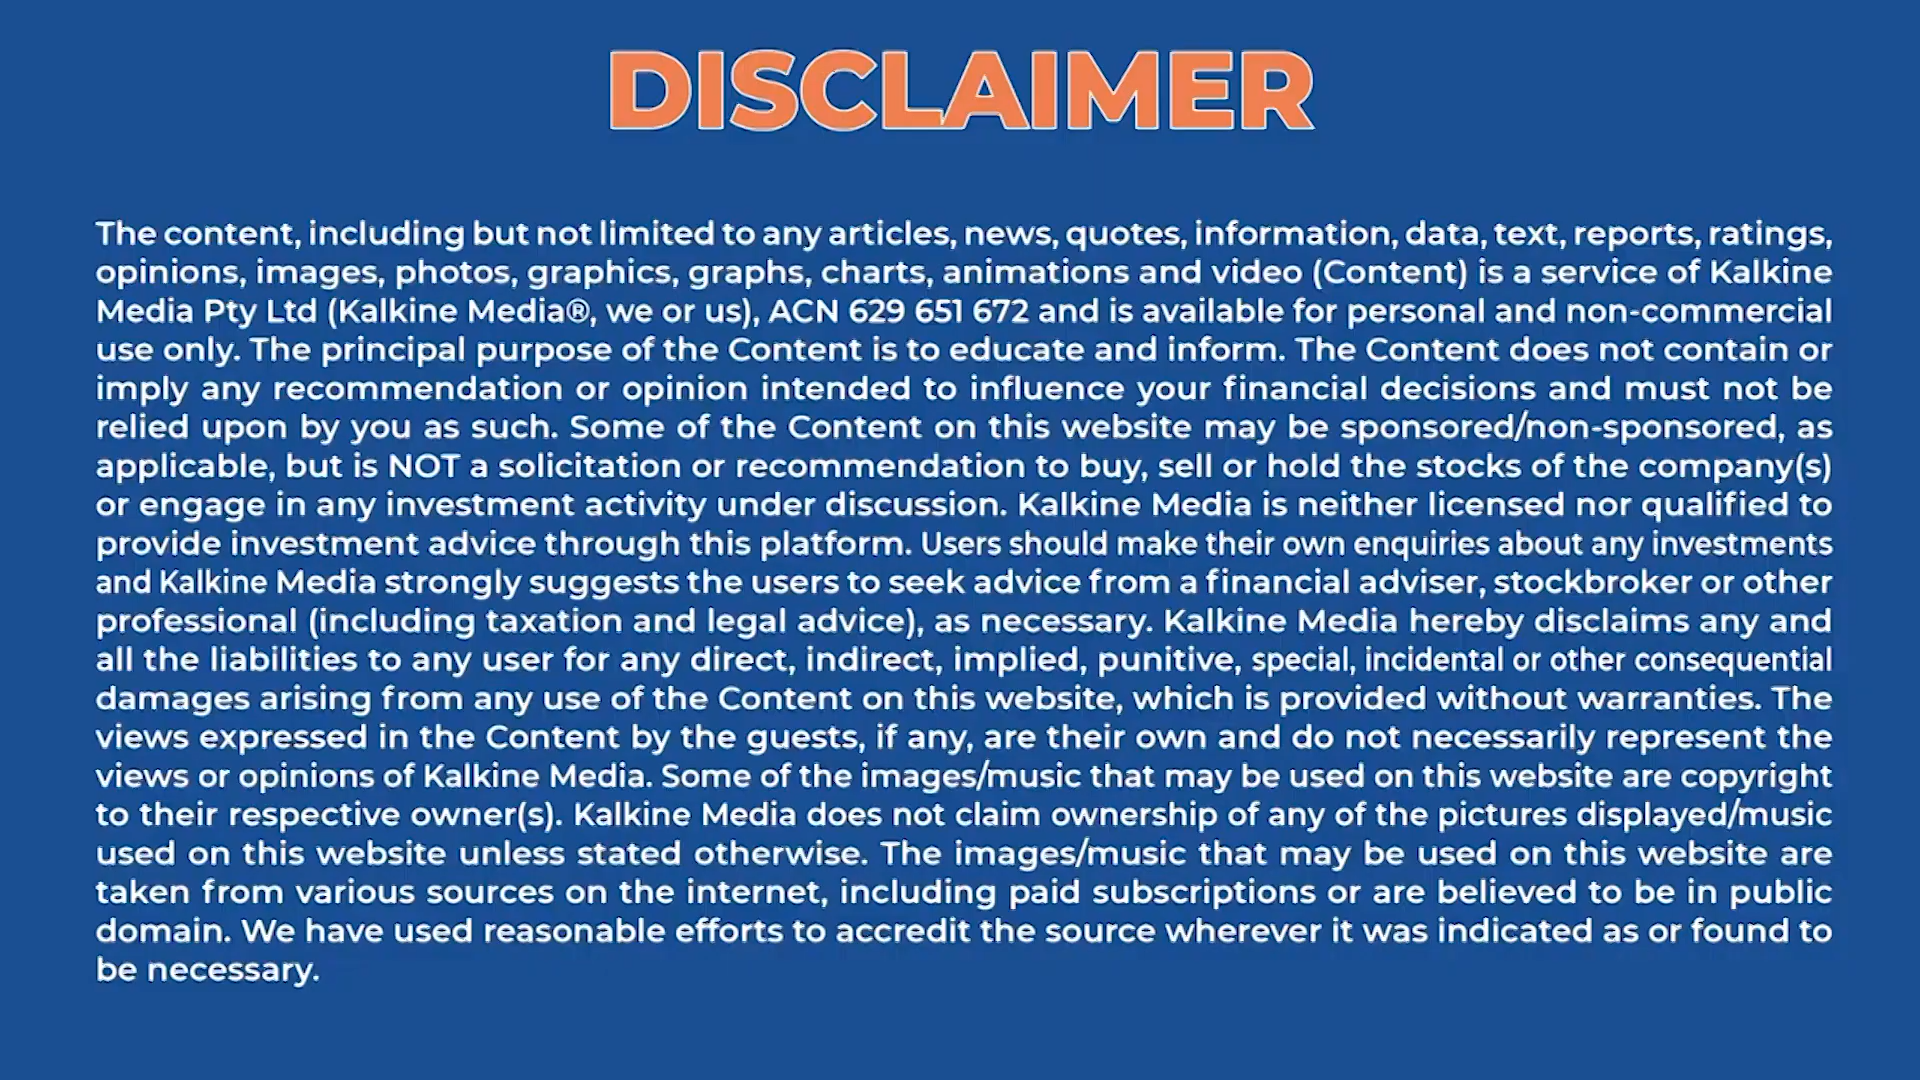 DISCLAIMER
The content, including but not limited to any articles, news, quotes, information, data, text, reports, ratings,
opinions, images, photos, graphics, graphs, charts, animations and video (Content) is a service of Kalkine
Media Pty Ltd (Kalkine Media®, we or us), ACN 629 651 672 and is available for personal and non-commercial
use only. The principal purpose of the Content is to educate and inform. The Content does not contain or
imply any recommendation or opinion intended to influence your financial decisions and must not be
relied upon by you as such. Some of the Content on this website may be sponsored/non-sponsored, as
applicable, but is NOT a solicitation or recommendation to buy, sell or hold the stocks of the company(s)
or engage in any investment activity under discussion. Kalkine Media is neither licensed nor qualified to
provide investment advice through this platform. Users should make their own enquiries about any investments
and Kalkine Media strongly suggests the users to seek advice from a financial adviser, stockbroker or other
professional (including taxation and legal advice), as necessary. Kalkine Media hereby disclaims any and
all the liabilities to any user for any direct, indirect, implied, punitive, special, incidental or other consequential
damages arising from any use of the Content on this website, which is provided without warranties. The
views expressed in the Content by the guests, if any, are their own and do not necessarily represent the
views or opinions of Kalkine Media. Some of the images/music that may be used on this website are copyright
to their respective owner(s). Kalkine Media does not claim ownership of any of the pictures displayed/music
used on this website unless stated otherwise. The images/music that may be used on this website are
taken from various sources on the internet, including paid subscriptions or are believed to be in public
domain. We have used reasonable efforts to accredit the source wherever it was indicated as or found to
be necessary.